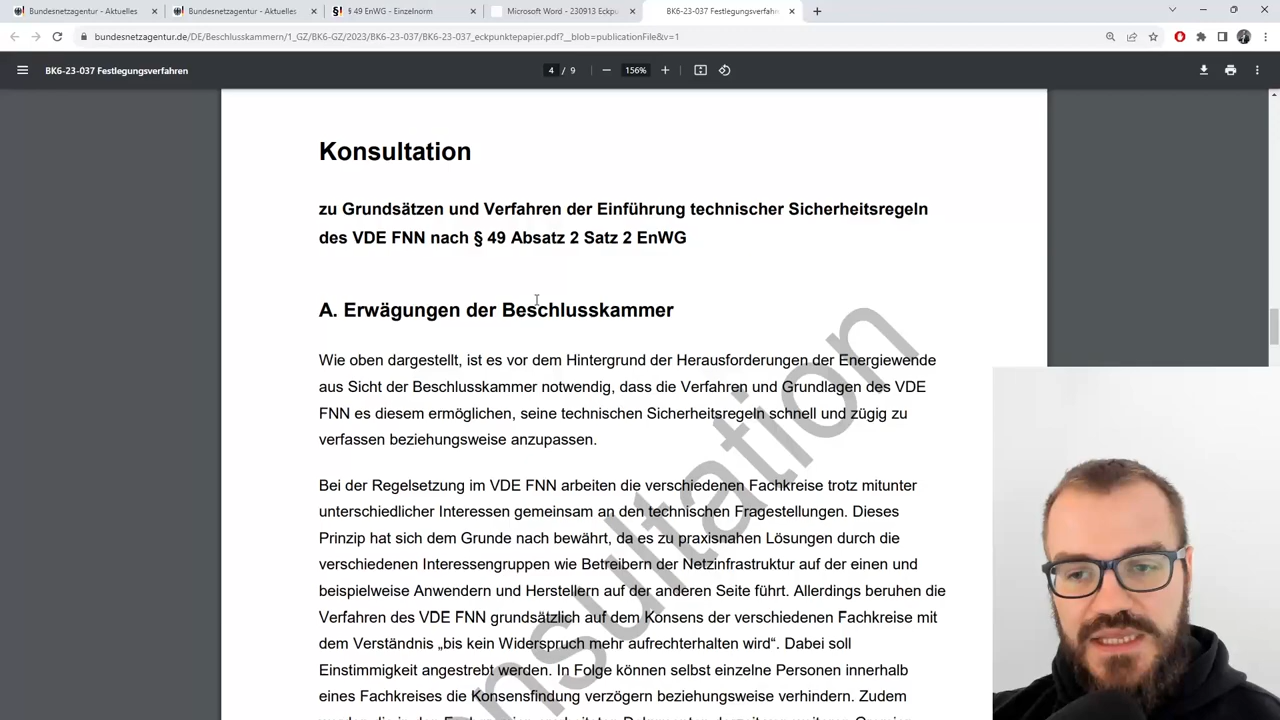 Bundesnetzagentur - Aktuelles
Bundesnetzagentur - Aktuelles
§ 49 EnWG - Einzelnorm
Microsoft Word - 230913 Eckpu
BK6-23-037 Festlegungsverfahren
bundesnetzagentur.de/DE/Beschlusskammern/1_GZ/BK6-GZ/2023/BK6-23-037/BK6-23-037_eckpunktepapier.pdf?__blob=publicationFile&v=1
BK6-23-037 Festlegungsverfahren
4 / 9
156%
Konsultation
zu Grundsätzen und Verfahren der Einführung technischer Sicherheitsregeln
des VDE FNN nach § 49 Absatz 2 Satz 2 EnWG
A. Erwägungen der Beschlusskammer
Wie oben dargestellt, ist es vor dem Hintergrund der Herausforderungen der Energiewende
aus Sicht der Beschlusskammer notwendig, dass die Verfahren und Grundlagen des VDE
FNN es diesem ermöglichen, seine technischen Sicherheitsregeln schnell und zügig zu
verfassen beziehungsweise anzupassen.
Bei der Regelsetzung im VDE FNN arbeiten die verschiedenen Fachkreise trotz mitunter
unterschiedlicher Interessen gemeinsam an den technischen Fragestellungen. Dieses
Prinzip hat sich dem Grunde nach bewährt, da es zu praxisnahen Lösungen durch die
verschiedenen Interessengruppen wie Betreibern der Netzinfrastruktur auf der einen und
beispielweise Anwendern und Herstellern auf der anderen Seite führt. Allerdings beruhen die
Verfahren des VDE FNN grundsätzlich auf dem Konsens der verschiedenen Fachkreise mit
dem Verständnis „bis kein Widerspruch mehr aufrechterhalten wird“. Dabei soll
Einstimmigkeit angestrebt werden. In Folge können selbst einzelne Personen innerhalb
eines Fachkreises die Konsensfindung verzögern beziehungsweise verhindern. Zudem
nsultation